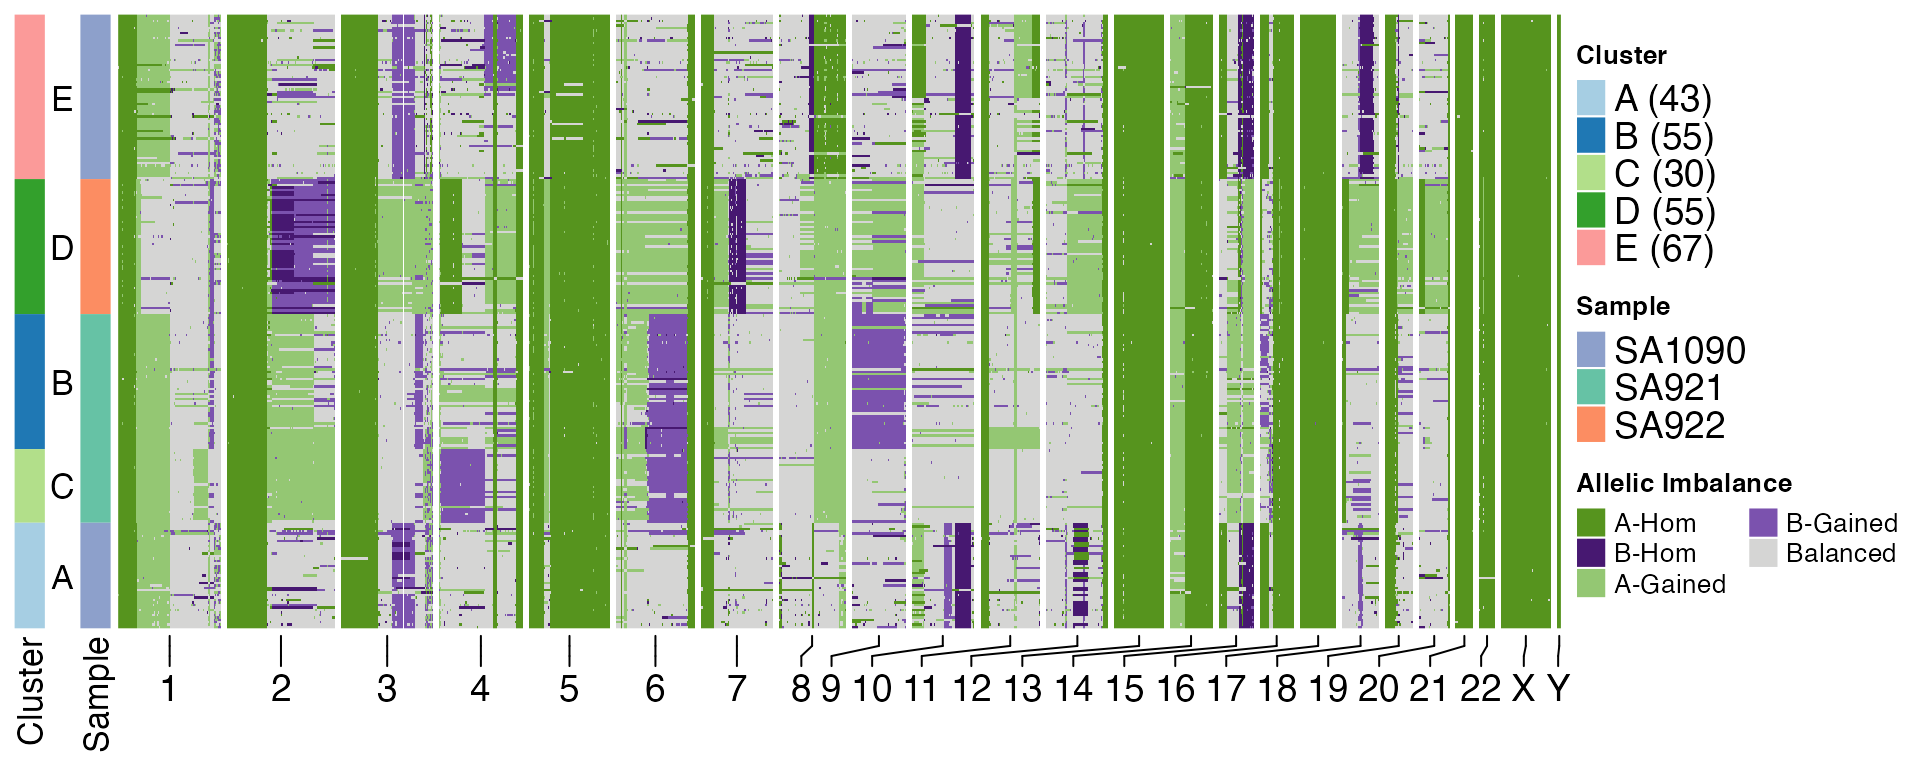 E
D
B
C
A
Cluster
Sample
1 2 3 4 5 6 7 8 9 10 11 12 13 14 15 16 17 18 19 20 21 22 X Y
Cluster
A (43)
B (55)
C (30)
D (55)
E (67)
Sample
SA1090
SA921
SA922
Allelic Imbalance
A-Hom
B-Hom
A-Gained
B-Gained
Balanced